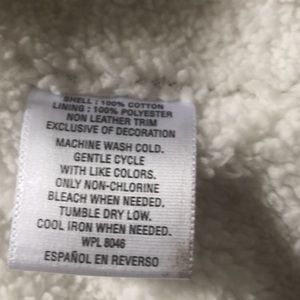 SHELL : 100% COTTON
LINING : 100% POLYESTER
NON LEATHER TRIM
EXCLUSIVE OF DECORATION
MACHINE WASH COLD.
GENTLE CYCLE
WITH LIKE COLORS.
ONLY NON-CHLORINE
BLEACH WHEN NEEDED.
TUMBLE DRY LOW.
COOL IRON WHEN NEEDED.
WPL 8046
ESPAÑOL EN REVERSO